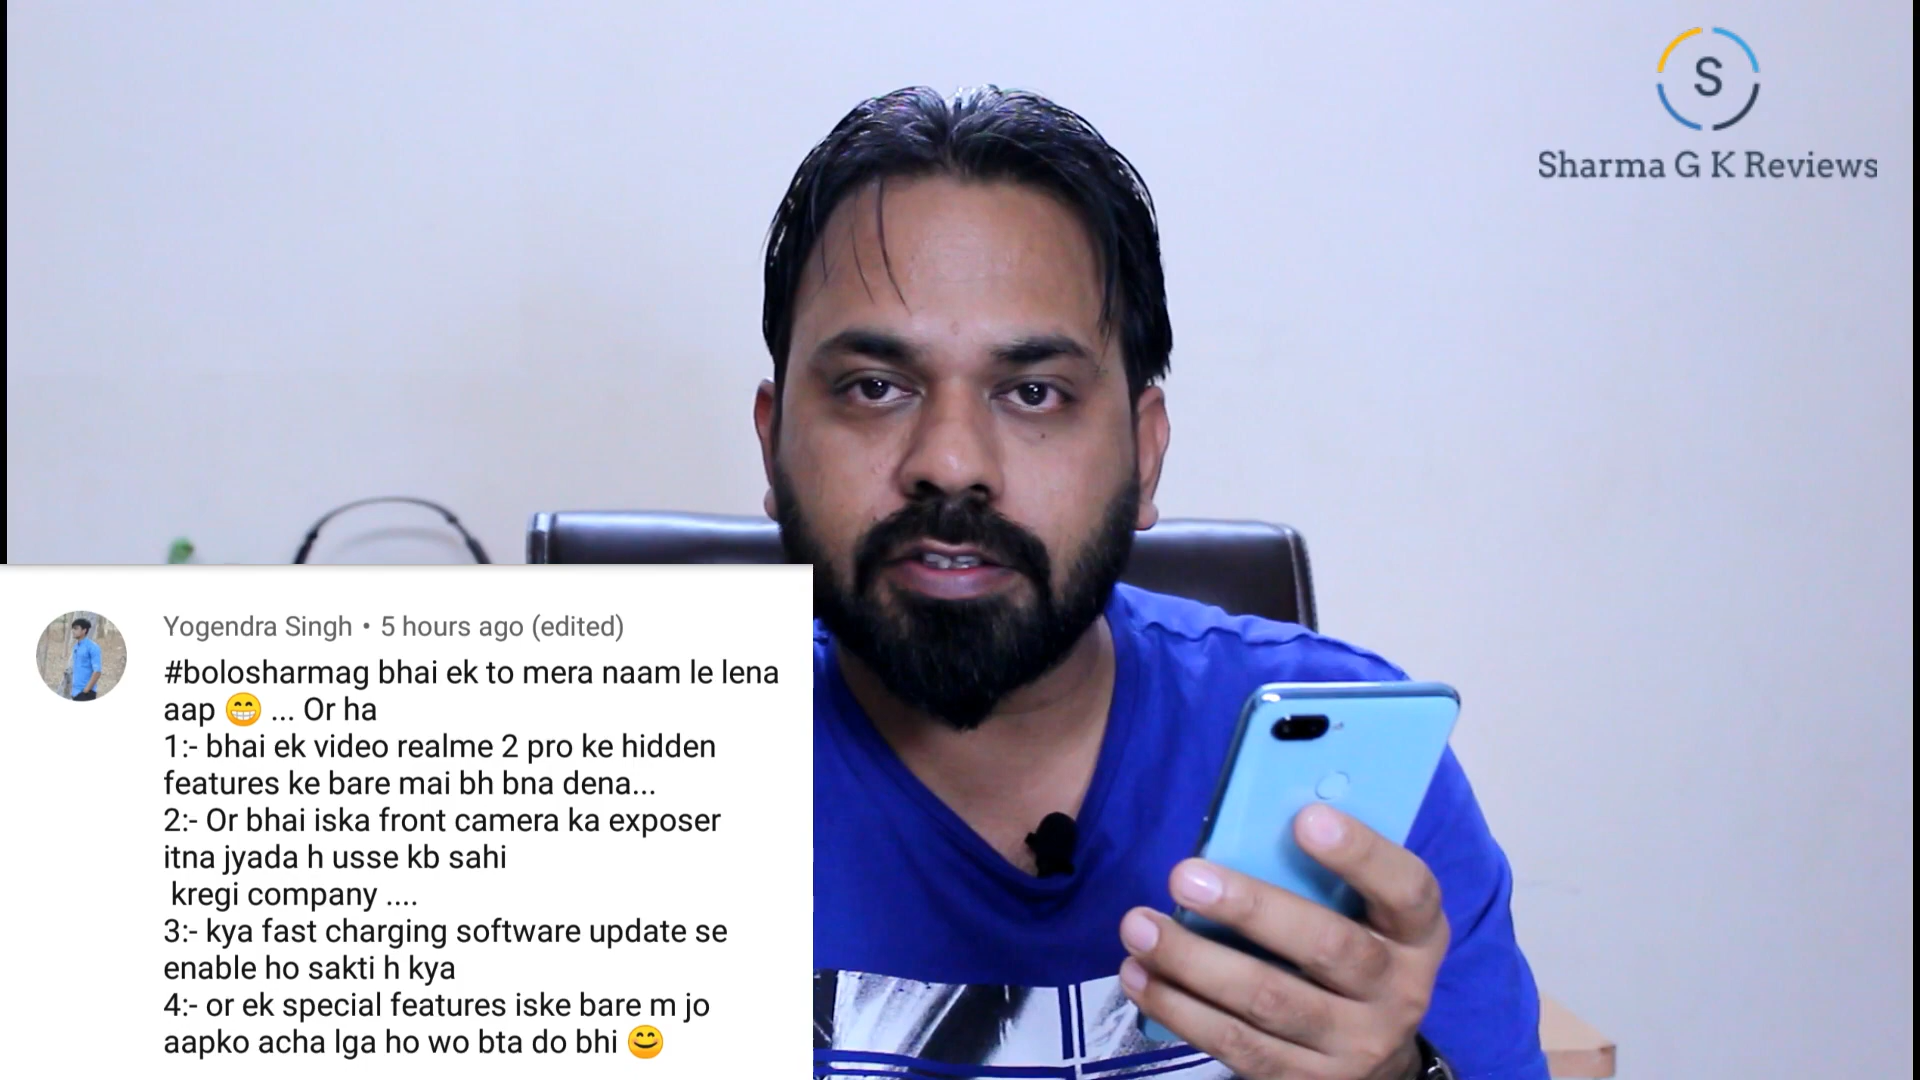 S
Sharma G K Reviews
Yogendra Singh • 5 hours ago (edited)
#bolosharmag bhai ek to mera naam le lena
aap 😁 ... Or ha
1:- bhai ek video realme 2 pro ke hidden
features ke bare mai bh bna dena...
2:- Or bhai iska front camera ka exposer
itna jyada h usse kb sahi
kregi company ....
3:- kya fast charging software update se
enable ho sakti h kya
4:- or ek special features iske bare m jo
aapko acha lga ho wo bta do bhi 😊